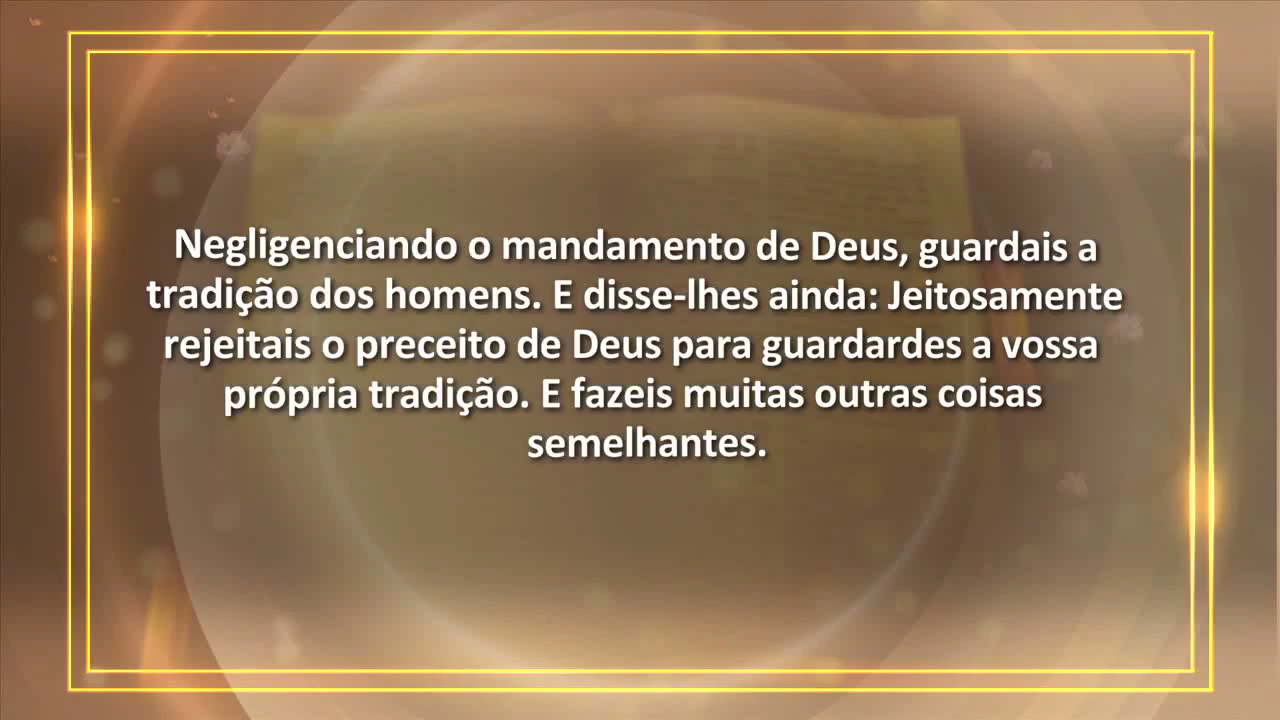 Negligenciando o mandamento de Deus, guardais a
tradição dos homens. E disse-lhes ainda: Jeitosamente
rejeitais o preceito de Deus para guardardes a vossa
própria tradição. E fazeis muitas outras coisas
semelhantes.